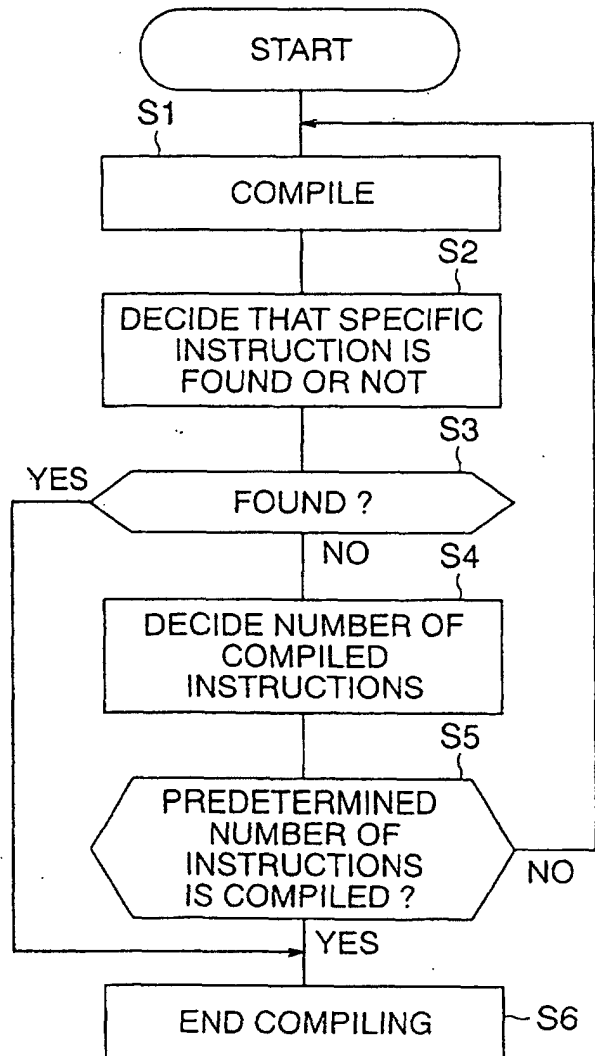 START
S1
COMPILE
S2
DECIDE THAT SPECIFIC
INSTRUCTION IS
FOUND OR NOT
S3
YES
FOUND ?
NO
S4
DECIDE NUMBER OF
COMPILED
INSTRUCTIONS
S5
PREDETERMINED
NUMBER OF
INSTRUCTIONS
IS COMPILED ?
NO
YES
END COMPILING
S6